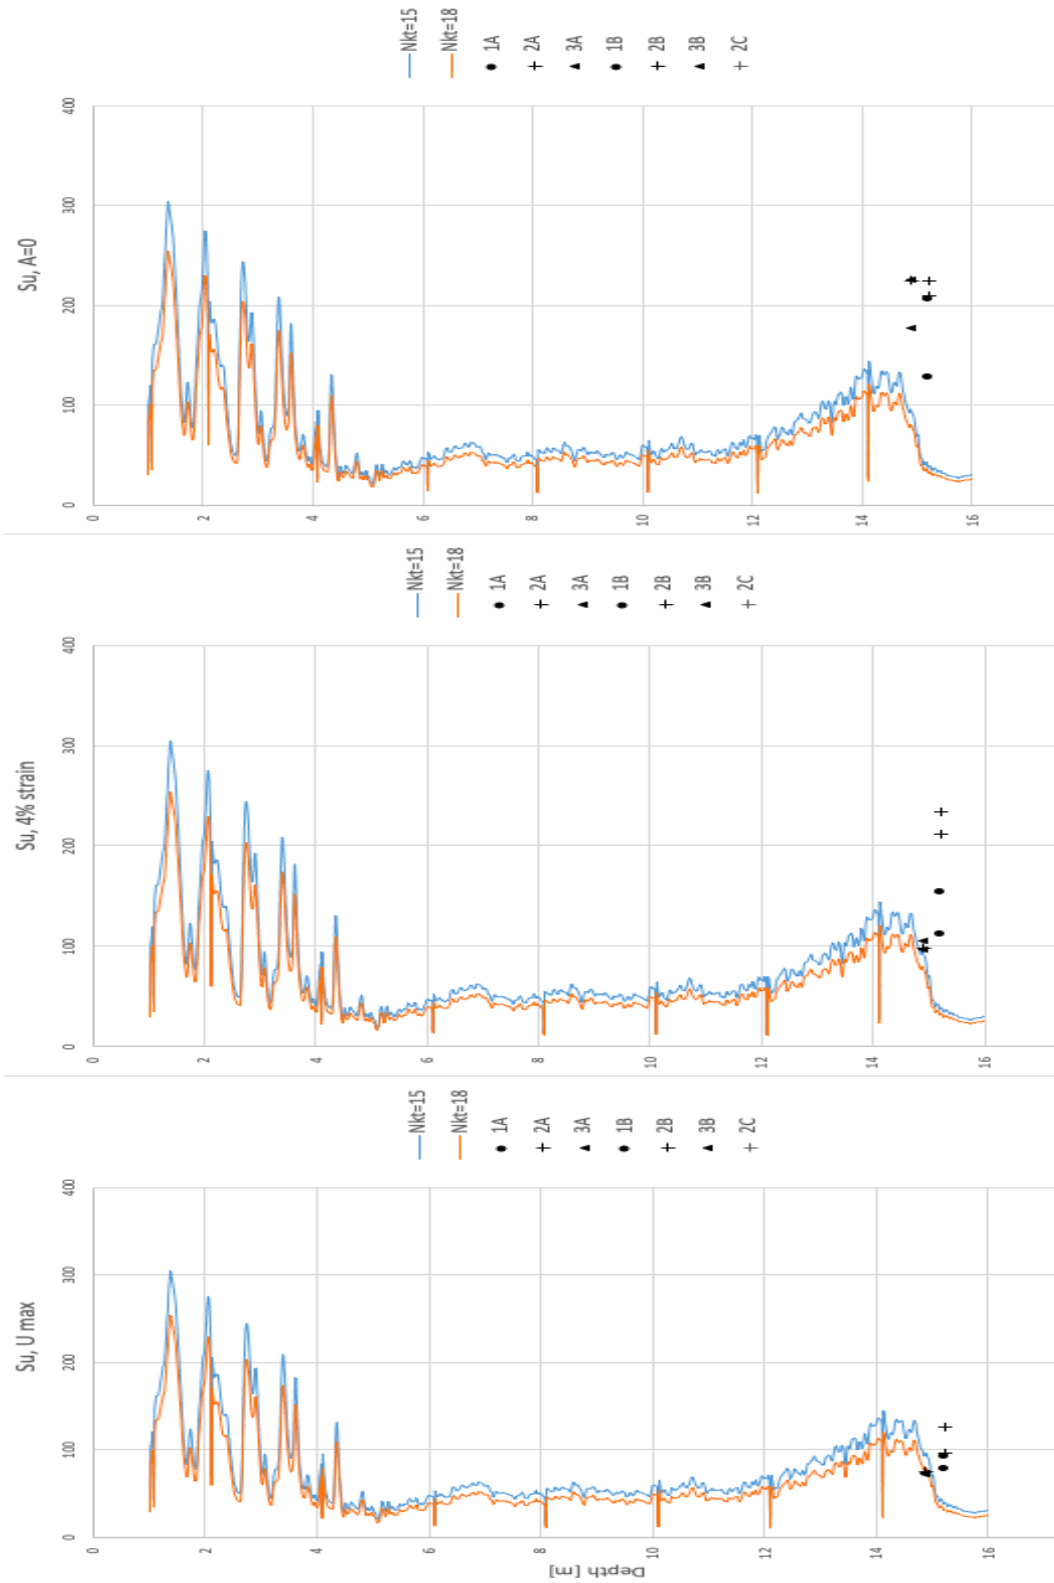 Su, A=0
0
100
200
300
400
0
2
4
6
8
10
12
14
16
Nkt=15
Nkt=18
1A
2A
3A
1B
2B
3B
2C
Su, 4% strain
0
100
200
300
400
0
2
4
6
8
10
12
14
16
Nkt=15
Nkt=18
1A
2A
3A
1B
2B
3B
2C
Su, U max
0
100
200
300
400
Depth [m]
0
2
4
6
8
10
12
14
16
Nkt=15
Nkt=18
1A
2A
3A
1B
2B
3B
2C